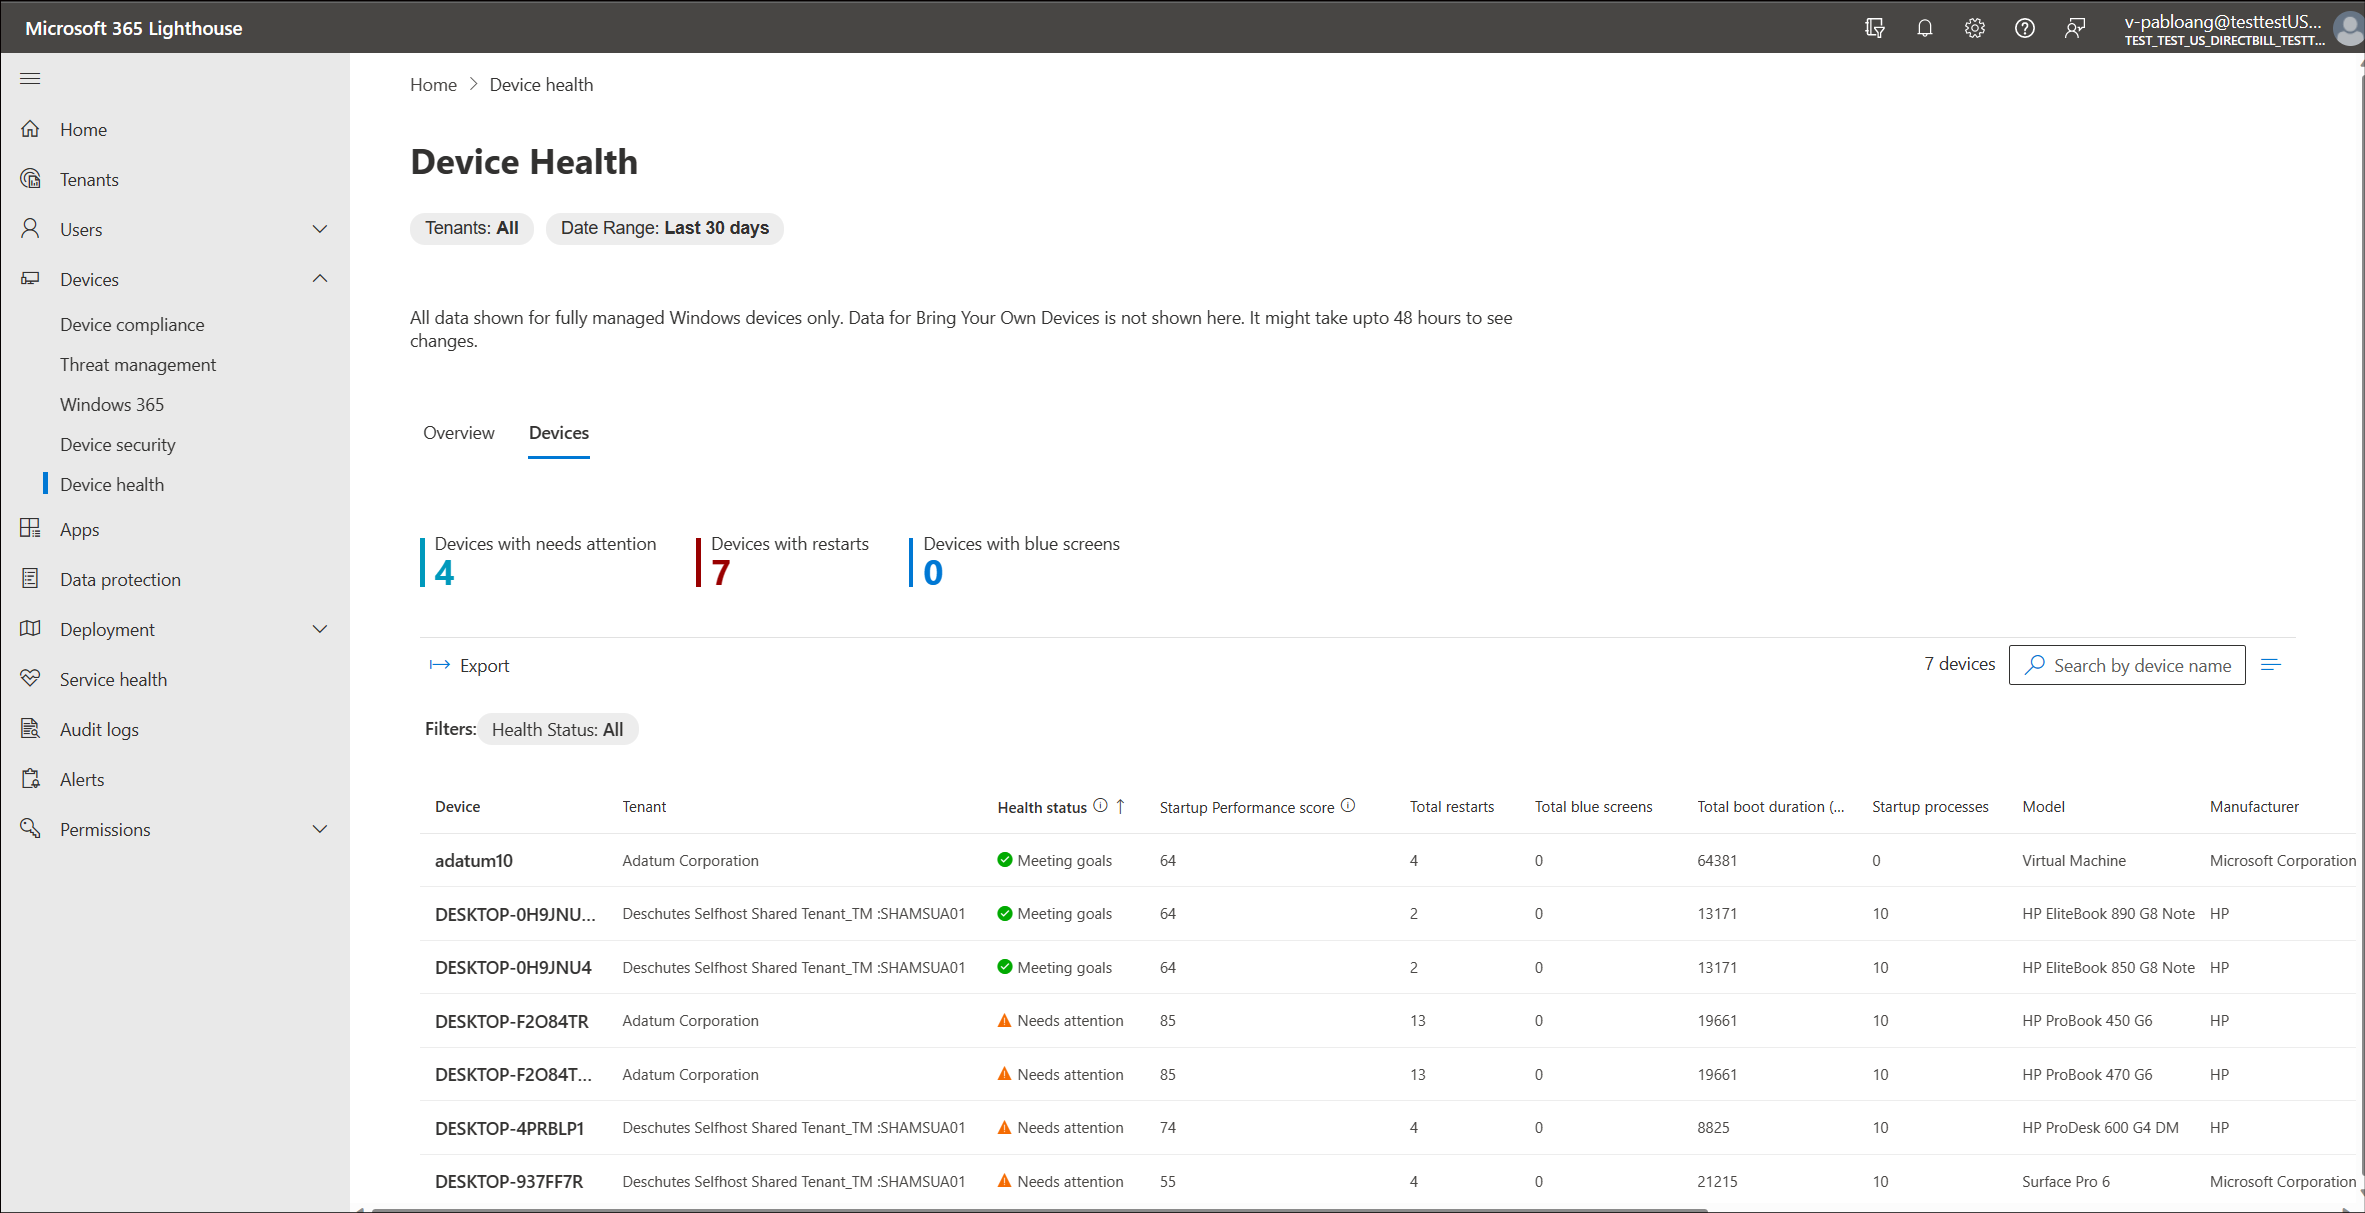 Microsoft 365 Lighthouse
v-pabloang@testtestUS...
TEST_TEST_US_DIRECTBILL_TESTT...
Home
Tenants
Users
Devices
Device compliance
Threat management
Windows 365
Device security
Device health
Apps
Data protection
Deployment
Service health
Audit logs
Alerts
Permissions
Home > Device health
Device Health
Tenants: All Date Range: Last 30 days
All data shown for fully managed Windows devices only. Data for Bring Your Own Devices is not shown here. It might take upto 48 hours to see
changes.
Overview Devices
Devices with needs attention Devices with restarts Devices with blue screens
4 7 0
Export 7 devices Search by device name
Filters: Health Status: All
Device Tenant Health status Startup Performance score Total restarts Total blue screens Total boot duration (... Startup processes Model Manufacturer
adatum10 Adatum Corporation Meeting goals 64 4 0 64381 0 Virtual Machine Microsoft Corporation
DESKTOP-0H9JNU... Deschutes Selfhost Shared Tenant_TM :SHAMSUA01 Meeting goals 64 2 0 13171 10 HP EliteBook 890 G8 Note HP
DESKTOP-0H9JNU4 Deschutes Selfhost Shared Tenant_TM :SHAMSUA01 Meeting goals 64 2 0 13171 10 HP EliteBook 850 G8 Note HP
DESKTOP-F2O84TR Adatum Corporation Needs attention 85 13 0 19661 10 HP ProBook 450 G6 HP
DESKTOP-F2O84T... Adatum Corporation Needs attention 85 13 0 19661 10 HP ProBook 470 G6 HP
DESKTOP-4PRBLP1 Deschutes Selfhost Shared Tenant_TM :SHAMSUA01 Needs attention 74 4 0 8825 10 HP ProDesk 600 G4 DM HP
DESKTOP-937FF7R Deschutes Selfhost Shared Tenant_TM :SHAMSUA01 Needs attention 55 4 0 21215 10 Surface Pro 6 Microsoft Corporation